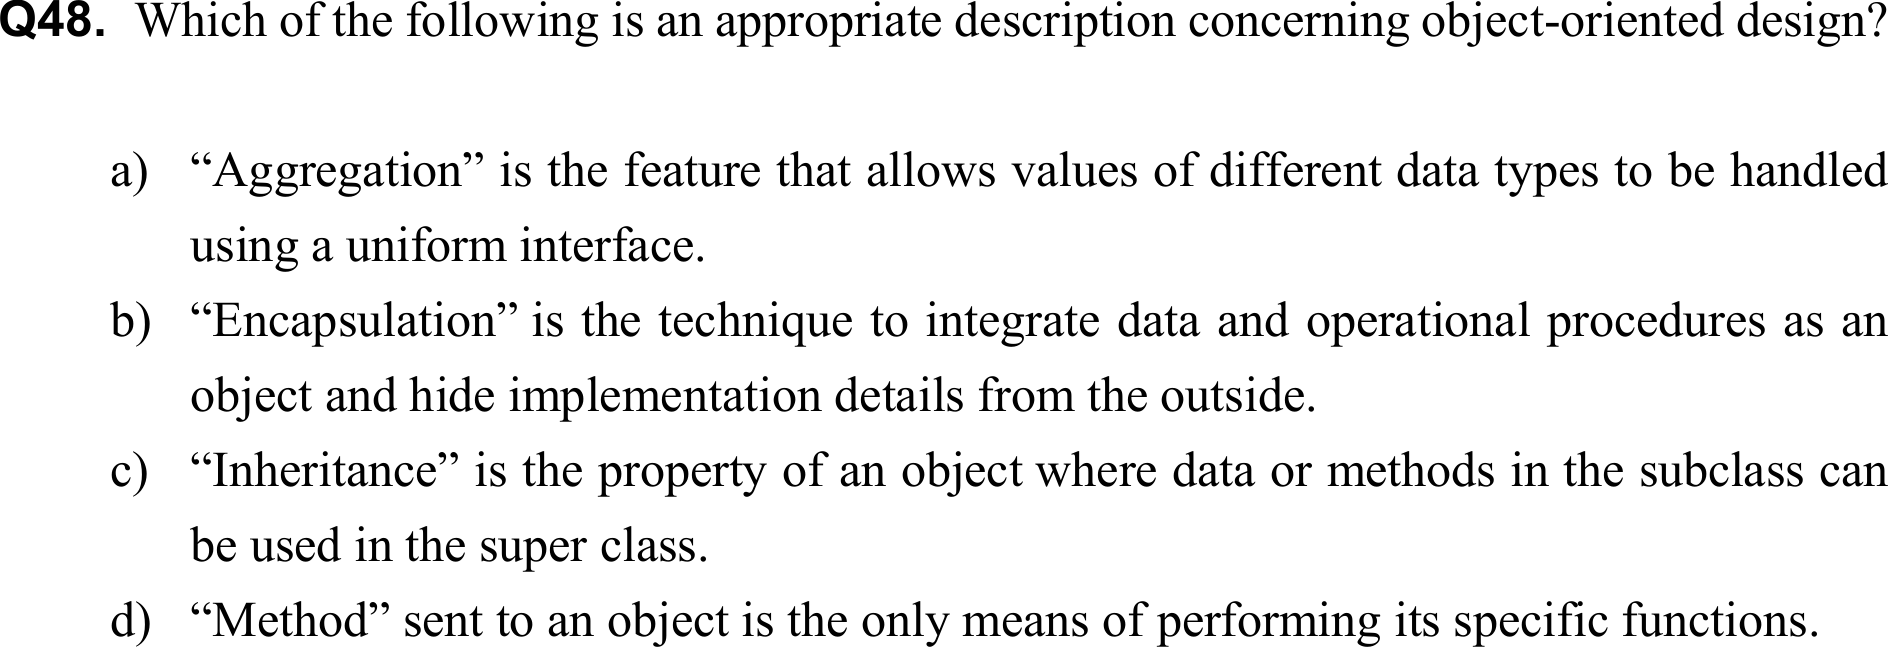 Q48. Which of the following is an appropriate description concerning object-oriented design?
a) “Aggregation” is the feature that allows values of different data types to be handled
using a uniform interface.
b) “Encapsulation” is the technique to integrate data and operational procedures as an
object and hide implementation details from the outside.
c) “Inheritance” is the property of an object where data or methods in the subclass can
be used in the super class.
d) “Method” sent to an object is the only means of performing its specific functions.